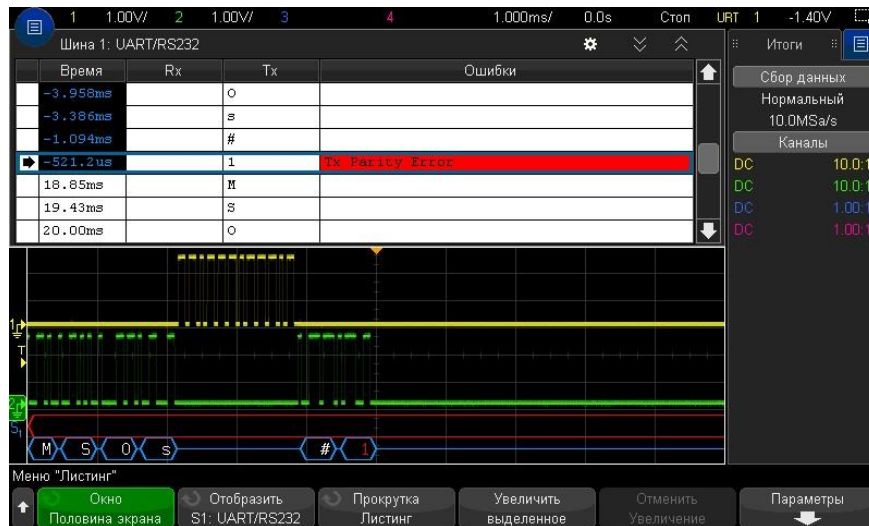 1 1.00V/ 2 1.00V/ 3 4 1.000ms/ 0.0s Стоп URT 1 -1.40V
Шина 1: UART/RS232
Итоги
Время Rx Tx Ошибки
-3.958ms O
-3.386ms s
-1.094ms #
-521.2us 1 Tx Parity Error
18.85ms M
19.43ms S
20.00ms O
Сбор данных
Нормальный
10.0MSa/s
Каналы
DC 10.0:1
DC 10.0:1
DC 1.00:1
DC 1.00:1
1
T
2
S1
M S O s # 1
Меню "Листинг"
Окно
Половина экрана
Отобразить
S1: UART/RS232
Прокрутка
Листинг
Увеличить
выделенное
Отменить
Увеличение
Параметры